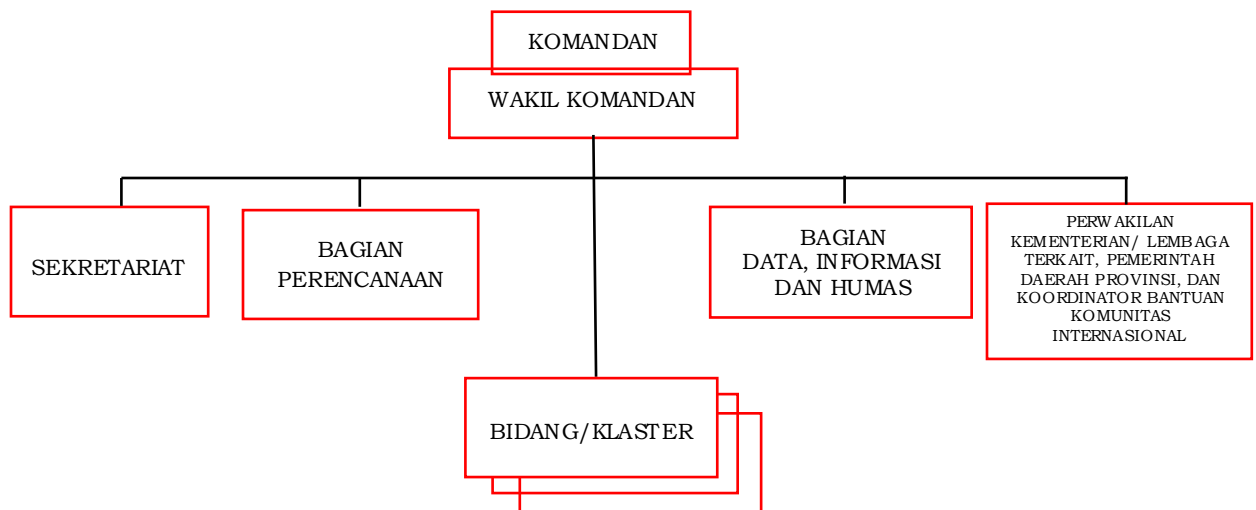 KOMANDAN
WAKIL KOMANDAN
SEKRETARIAT
BAGIAN
PERENCANAAN
BAGIAN
DATA, INFORMASI
DAN HUMAS
PERWAKILAN
KEMENTERIAN/ LEMBAGA
TERKAIT, PEMERINTAH
DAERAH PROVINSI, DAN
KOORDINATOR BANTUAN
KOMUNITAS
INTERNASIONAL
BIDANG/KLASTER